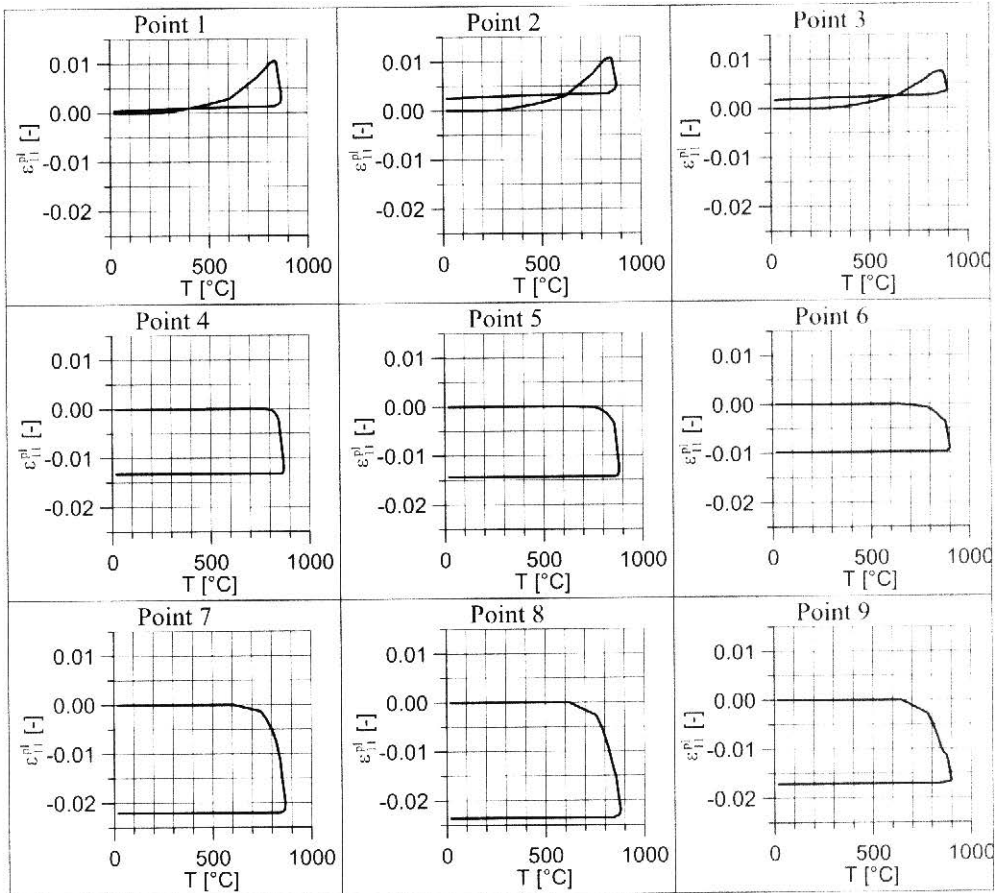 Point 1
0.01
0.00
-0.01
-0.02
ε₁₁ᵖˡ [-]
0 500 1000
T [°C]
Point 2
0.01
0.00
-0.01
-0.02
ε₁₁ᵖˡ [-]
0 500 1000
T [°C]
Point 3
0.01
0.00
-0.01
-0.02
ε₁₁ᵖˡ [-]
0 500 1000
T [°C]
Point 4
0.01
0.00
-0.01
-0.02
ε₁₁ᵖˡ [-]
0 500 1000
T [°C]
Point 5
0.01
0.00
-0.01
-0.02
ε₁₁ᵖˡ [-]
0 500 1000
T [°C]
Point 6
0.01
0.00
-0.01
-0.02
ε₁₁ᵖˡ [-]
0 500 1000
T [°C]
Point 7
0.01
0.00
-0.01
-0.02
ε₁₁ᵖˡ [-]
0 500 1000
T [°C]
Point 8
0.01
0.00
-0.01
-0.02
ε₁₁ᵖˡ [-]
0 500 1000
T [°C]
Point 9
0.01
0.00
-0.01
-0.02
ε₁₁ᵖˡ [-]
0 500 1000
T [°C]